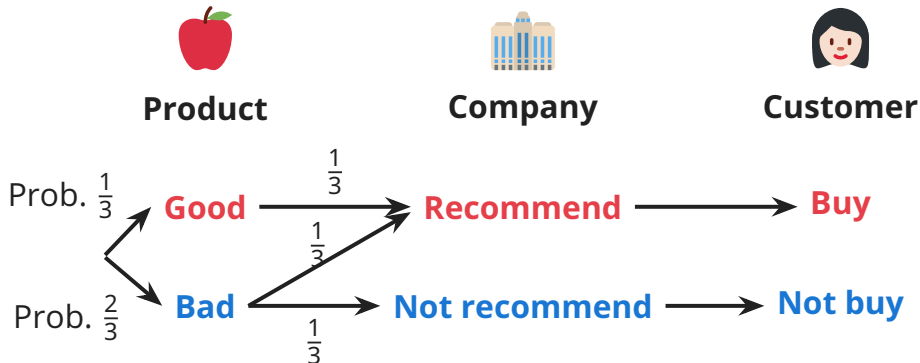 Product Company Customer
Prob. 1/3 Good 1/3 Recommend Buy
1/3
Prob. 2/3 Bad 1/3 Not recommend Not buy